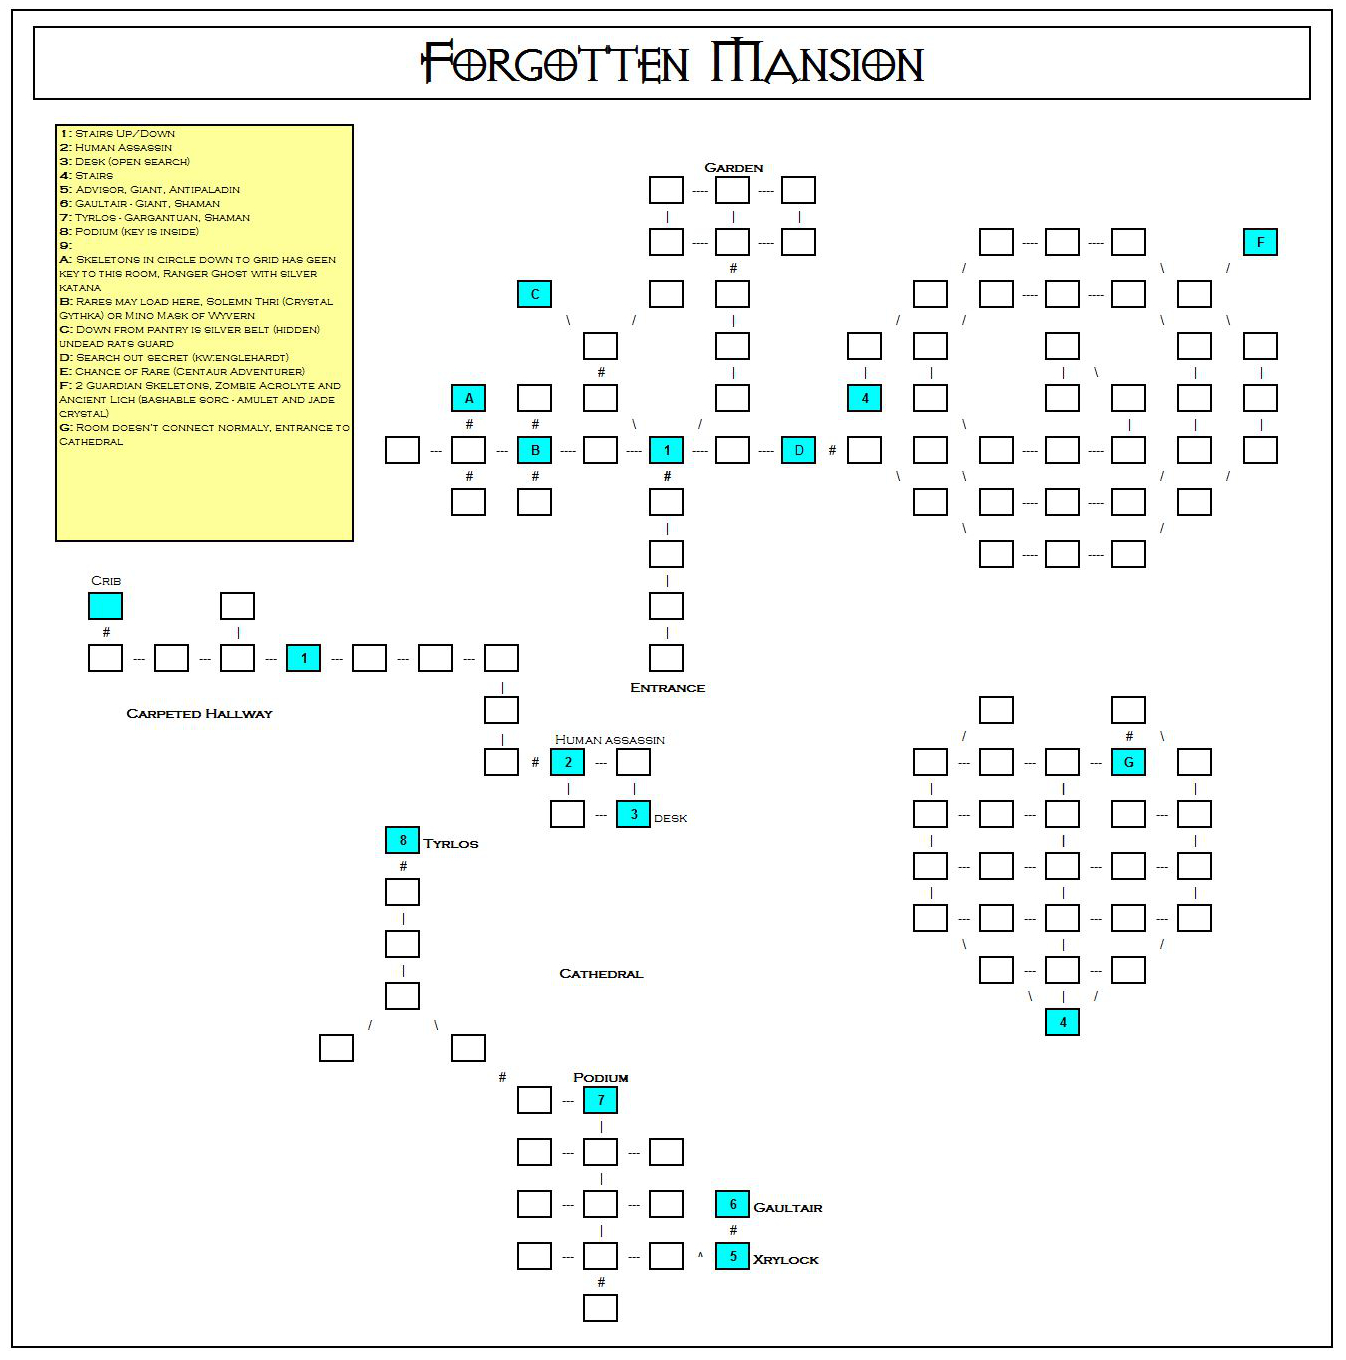 Forgotten Mansion
1: Stairs Up/Down
2: Human Assassin
3: Desk (open search)
4: Stairs
5: Advisor, Giant, Antipaladin
6: Gaultair - Giant, Shaman
7: Tyrlos - Gargantuan, Shaman
8: Podium (key is inside)
9:
A: Skeletons in circle down to grid has geen
key to this room, Ranger Ghost with silver
katana
B: Rares may load here, Solemn Thri (Crystal
Gythka) or Mino Mask of Wyvern
C: Down from pantry is silver belt (hidden)
undead rats guard
D: Search out secret (kw:englehardt)
E: Chance of Rare (Centaur Adventurer)
F: 2 Guardian Skeletons, Zombie Acrolyte and
Ancient Lich (bashable sorc - amulet and jade
crystal)
G: Room doesn't connect normaly, entrance to
Cathedral
Garden
F
C
A
4
B
1
D
Crib
1
Entrance
Carpeted Hallway
Human assassin
2
G
3 desk
8 Tyrlos
Cathedral
4
Podium
7
6 Gaultair
5 Xrylock